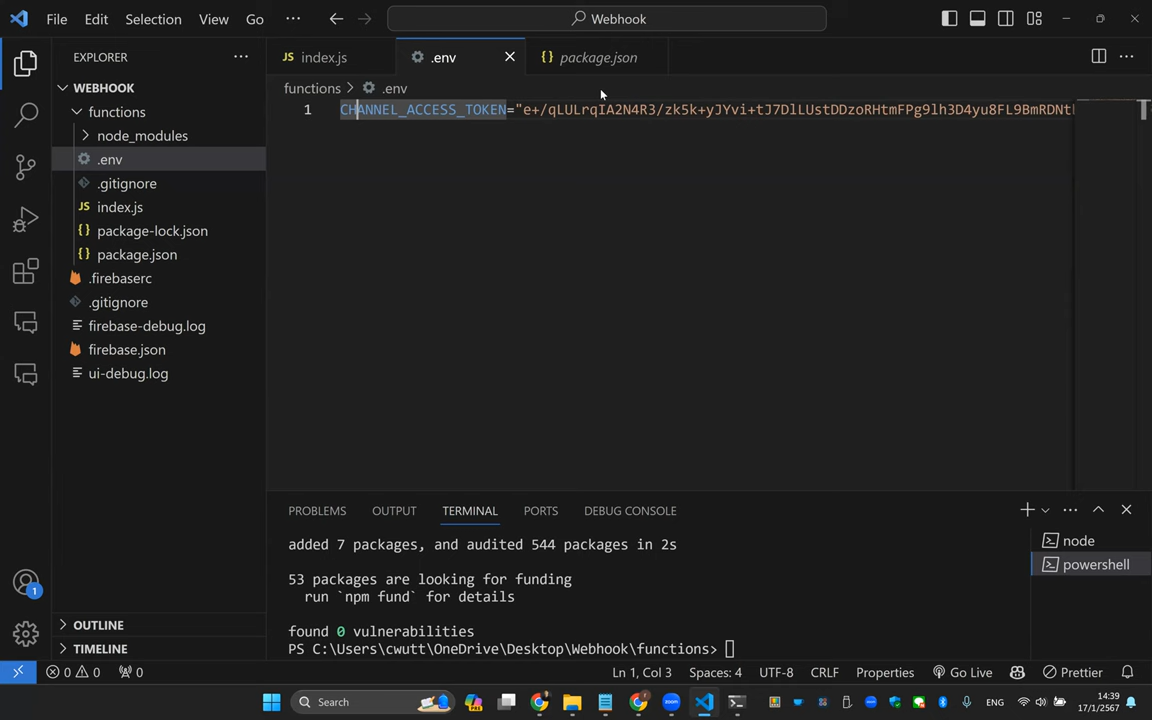 File Edit Selection View Go ··· Webhook
EXPLORER ···
index.js
.env
package.json
WEBHOOK
functions > .env
functions
node_modules
.env
.gitignore
index.js
package-lock.json
package.json
.firebaserc
.gitignore
firebase-debug.log
firebase.json
ui-debug.log
OUTLINE
TIMELINE
1 CHANNEL_ACCESS_TOKEN="e+/qLULrqIA2N4R3/zk5k+yJYvi+tJ7DlLUstDDzoRHtmFPg9lh3D4yu8FL9BmRDNt
PROBLEMS OUTPUT TERMINAL PORTS DEBUG CONSOLE
added 7 packages, and audited 544 packages in 2s
53 packages are looking for funding
run `npm fund` for details
found 0 vulnerabilities
PS C:\Users\cwutt\OneDrive\Desktop\Webhook\functions>
node
powershell
1
0 0 0 Ln 1, Col 3 Spaces: 4 UTF-8 CRLF Properties Go Live Prettier
Search ENG 14:39
17/1/2567